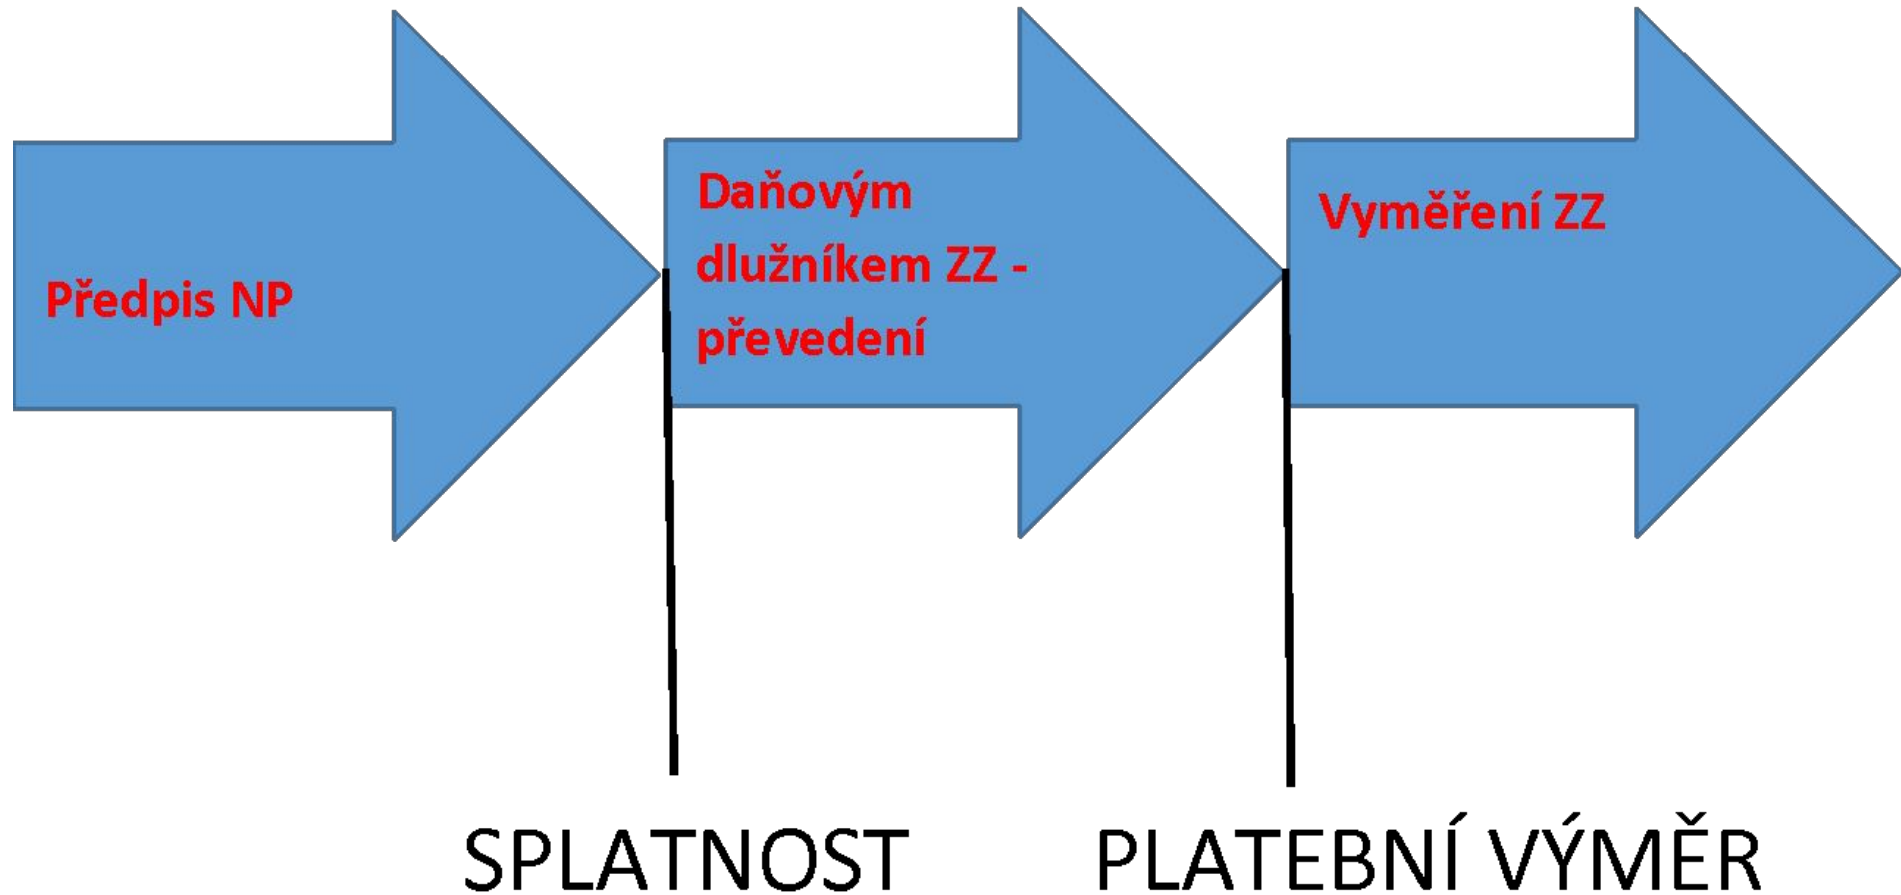 Předpis NP
Daňovým
dlužníkem ZZ -
převedení
Vyměření ZZ
SPLATNOST
PLATEBNÍ VÝMĚR